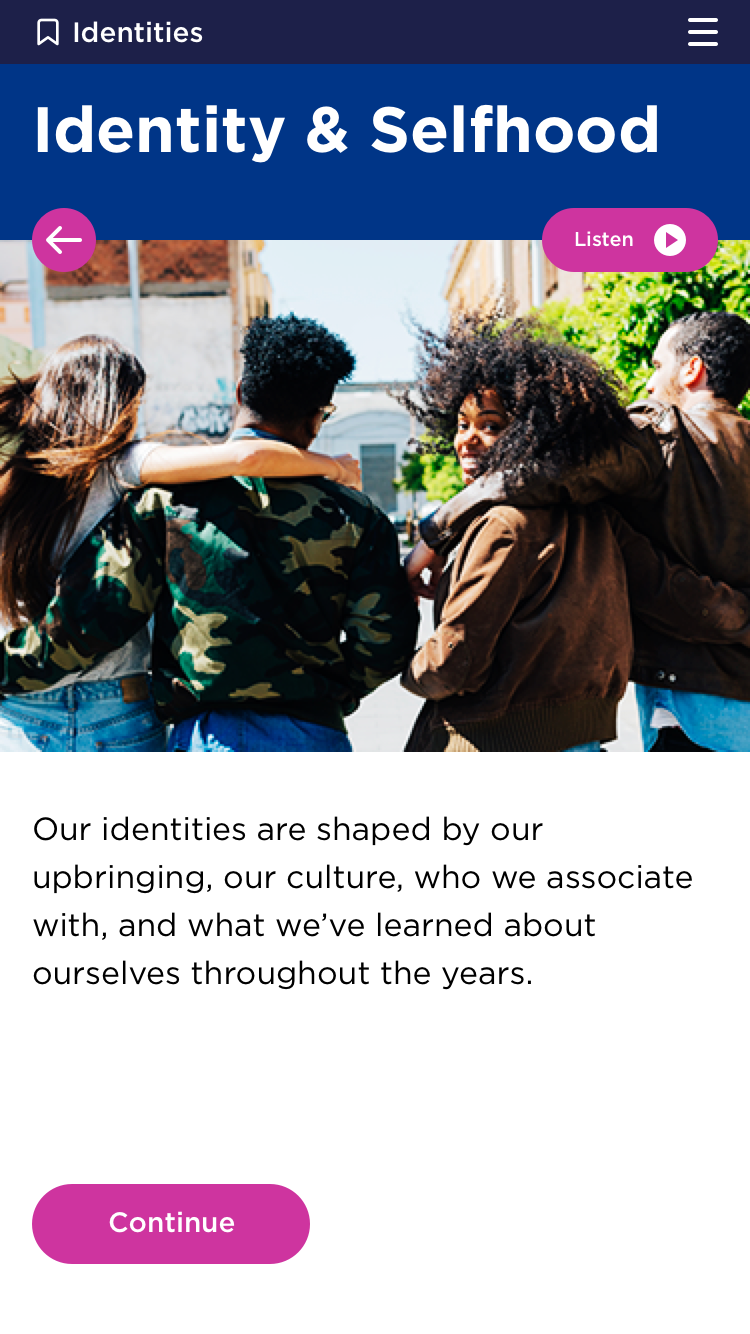 Identities
Identity & Selfhood
Listen
Our identities are shaped by our
upbringing, our culture, who we associate
with, and what we’ve learned about
ourselves throughout the years.
Continue